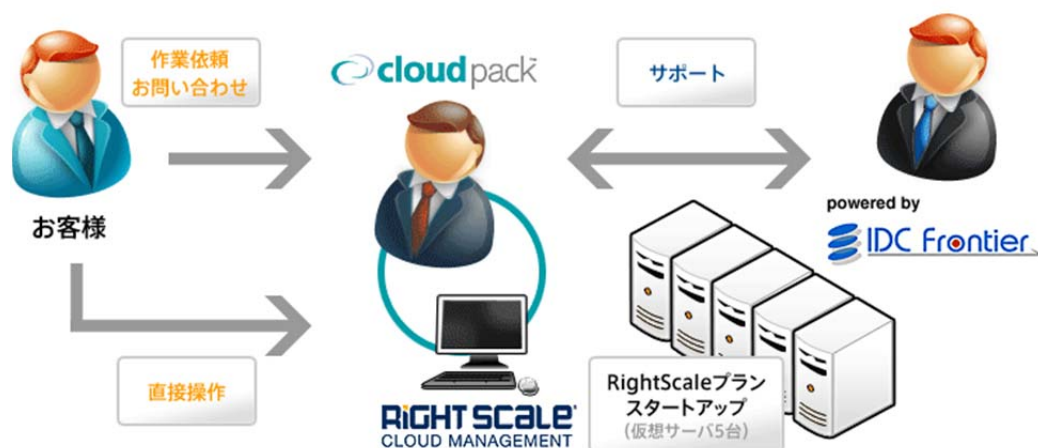 作業依頼
お問い合わせ
cloudpack
サポート
お客様
powered by
IDC Frontier
直接操作
RIGHTSCALE
CLOUD MANAGEMENT
RightScaleプラン
スタートアップ
(仮想サーバ5台)